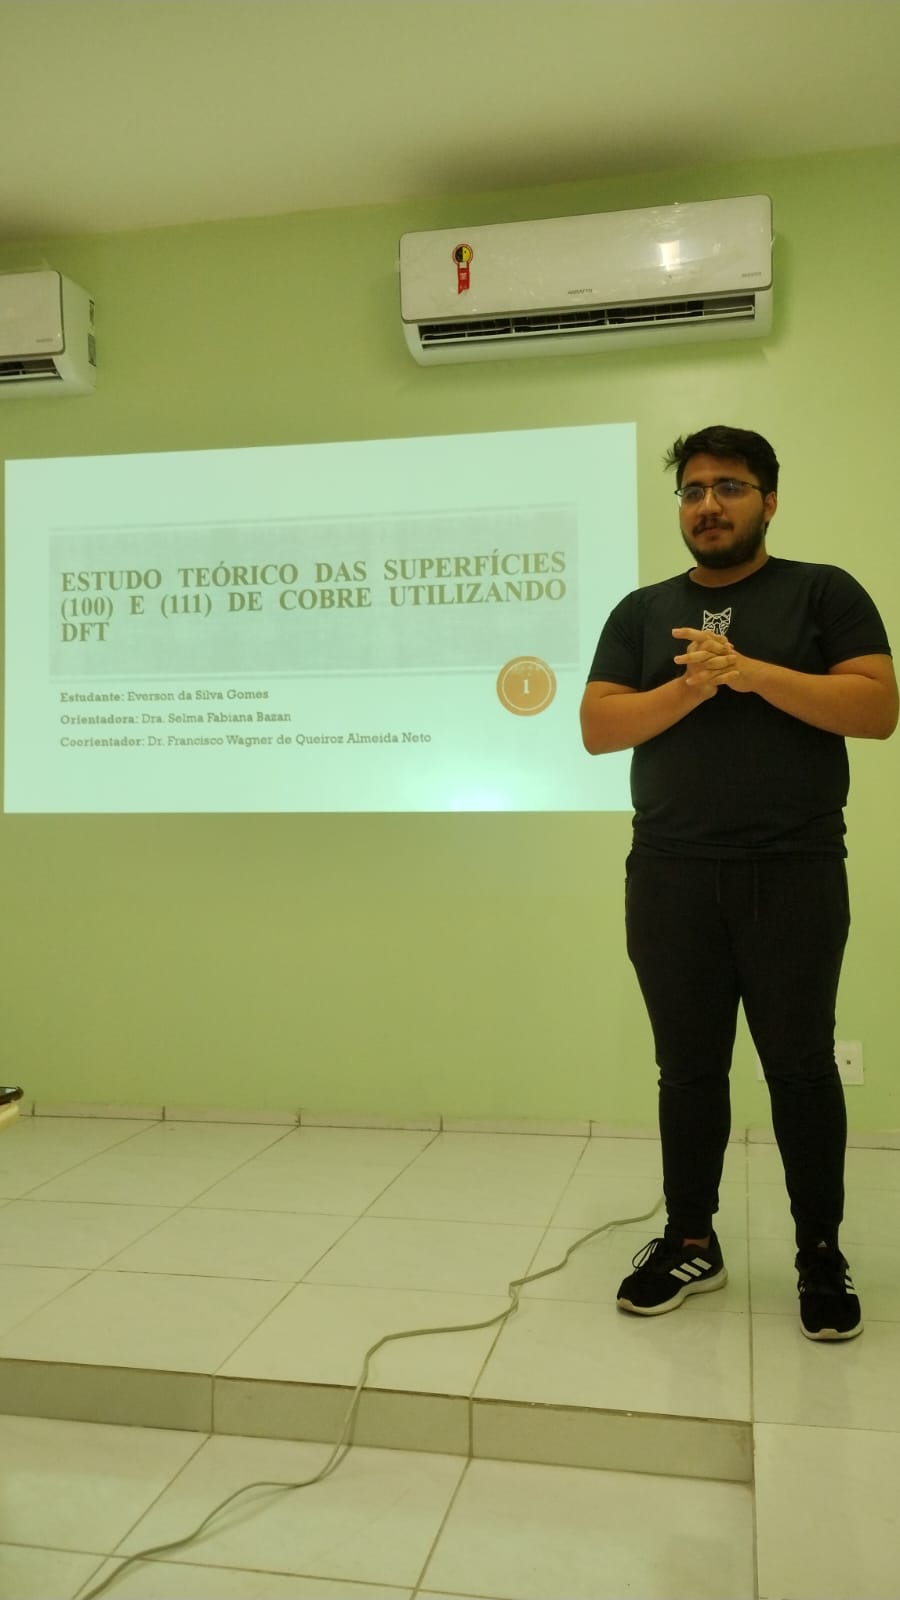 AGRATTO
ESTUDO TEÓRICO DAS SUPERFÍCIES
(100) E (111) DE COBRE UTILIZANDO
DFT
1
Estudante: Everson da Silva Gomes
Orientadora: Dra. Selma Fabiana Bazan
Coorientador: Dr. Francisco Wagner de Queiroz Almeida Neto